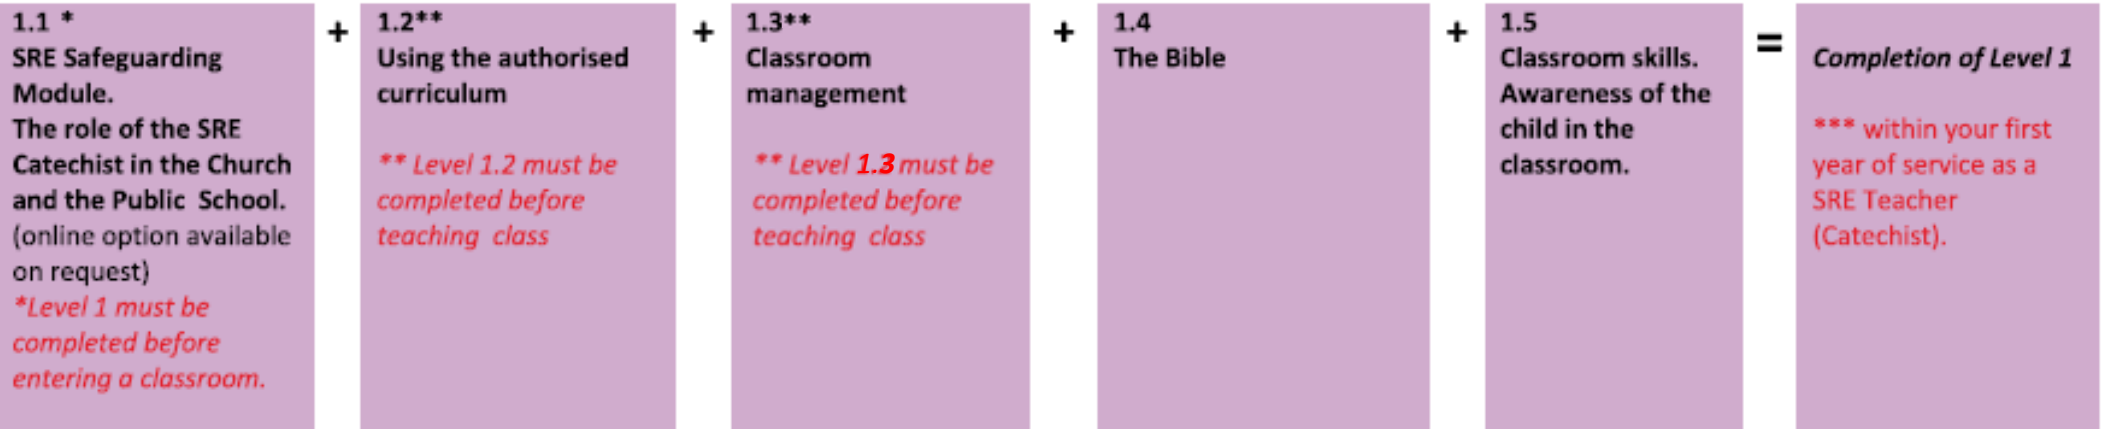 1.1 *
SRE Safeguarding
Module.
The role of the SRE
Catechist in the Church
and the Public School.
(online option available
on request)
*Level 1 must be
completed before
entering a classroom.
+
1.2**
Using the authorised
curriculum
** Level 1.2 must be
completed before
teaching class
+
1.3**
Classroom
management
** Level 1.3 must be
completed before
teaching class
+
1.4
The Bible
+
1.5
Classroom skills.
Awareness of the
child in the
classroom.
=
Completion of Level 1
*** within your first
year of service as a
SRE Teacher
(Catechist).